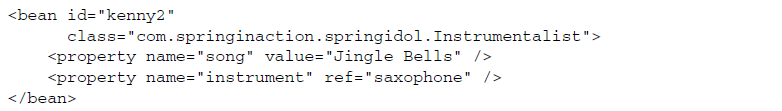 <bean id="kenny2"
      class="com.springinaction.springidol.Instrumentalist">
    <property name="song" value="Jingle Bells" />
    <property name="instrument" ref="saxophone" />
</bean>